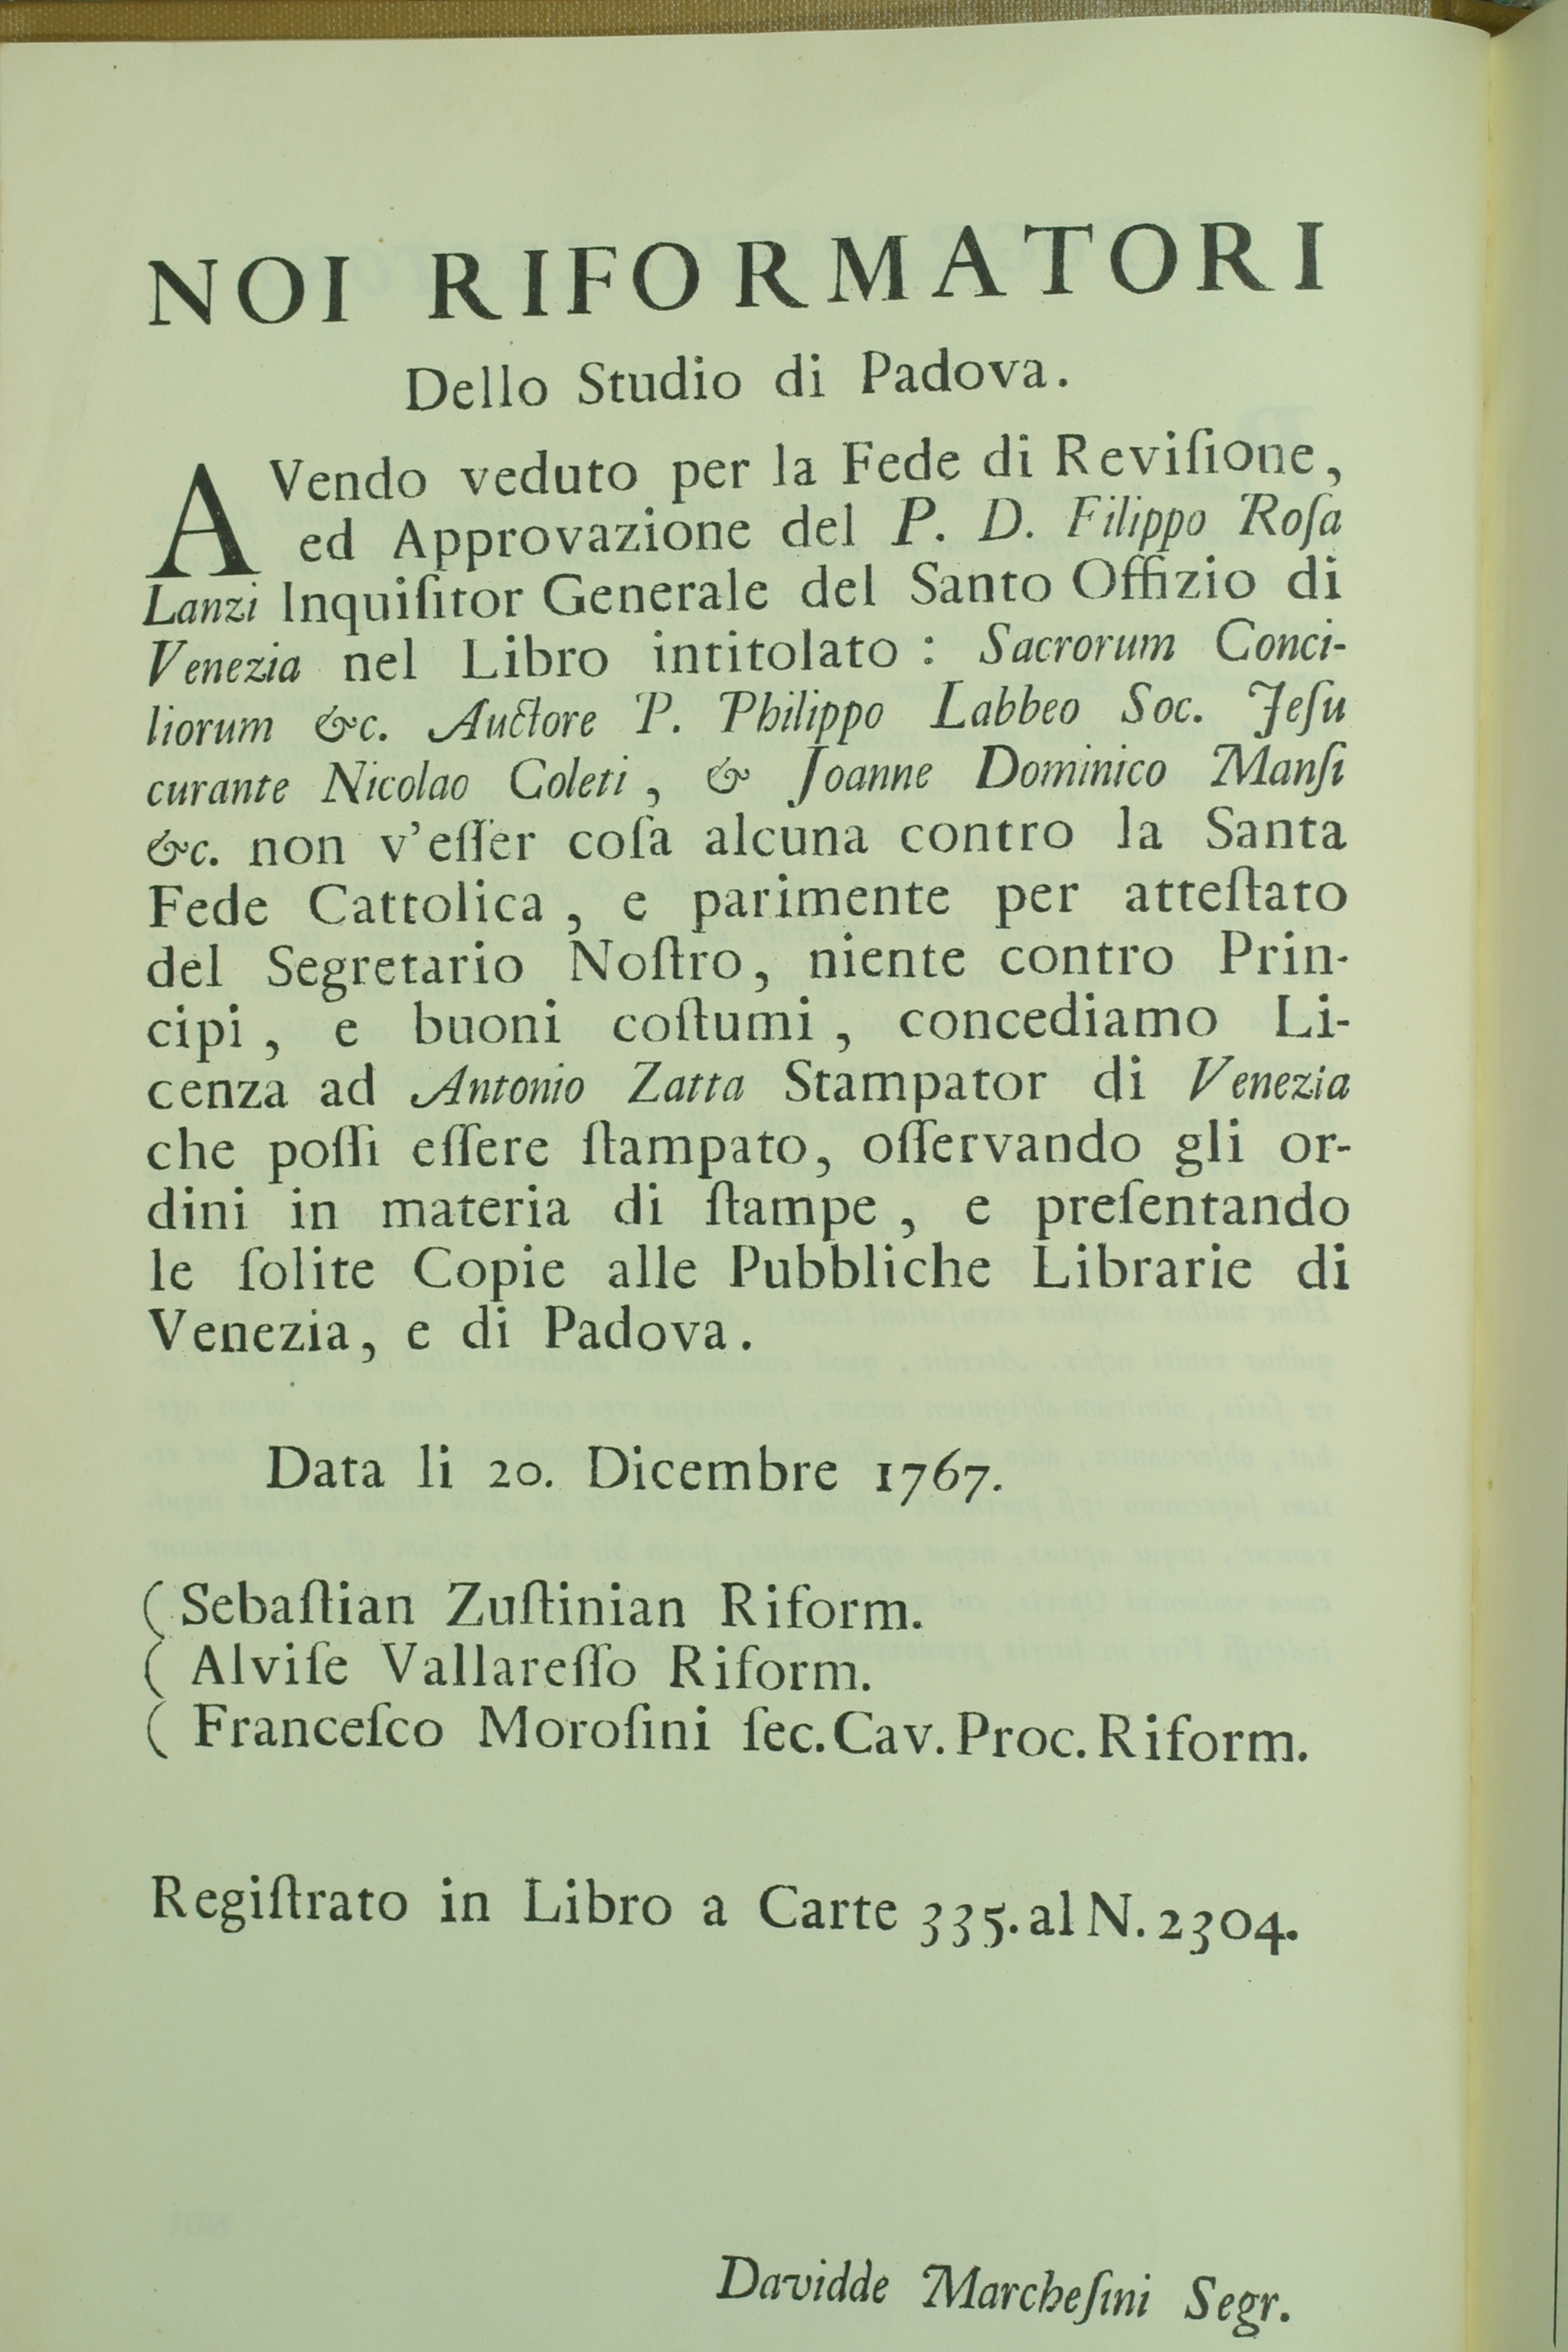 NOI RIFORMATORI
Dello Studio di Padova.
AVendo veduto per la Fede di Reviſione,
ed Approvazione del P. D. Filippo Roſa
Lanzi Inquiſitor Generale del Santo Offizio di
Venezia nel Libro intitolato : Sacrorum Conci-
liorum &c. Auctore P. Philippo Labbeo Soc. Jeſu
curante Nicolao Coleti , & Joanne Dominico Manſi
&c. non v'eſſer coſa alcuna contro la Santa
Fede Cattolica , e parimente per atteſtato
del Segretario Noſtro, niente contro Prin-
cipi , e buoni coſtumi , concediamo Li-
cenza ad Antonio Zatta Stampator di Venezia
che poſſi eſſere ſtampato, oſſervando gli or-
dini in materia di ſtampe , e preſentando
le ſolite Copie alle Pubbliche Librarie di
Venezia, e di Padova.
Data li 20. Dicembre 1767.
( Sebaſtian Zuſtinian Riform.
( Alviſe Vallareſſo Riform.
( Franceſco Moroſini ſec. Cav. Proc. Riform.
Regiſtrato in Libro a Carte 335. al N. 2304.
Davidde Marcheſini Segr.